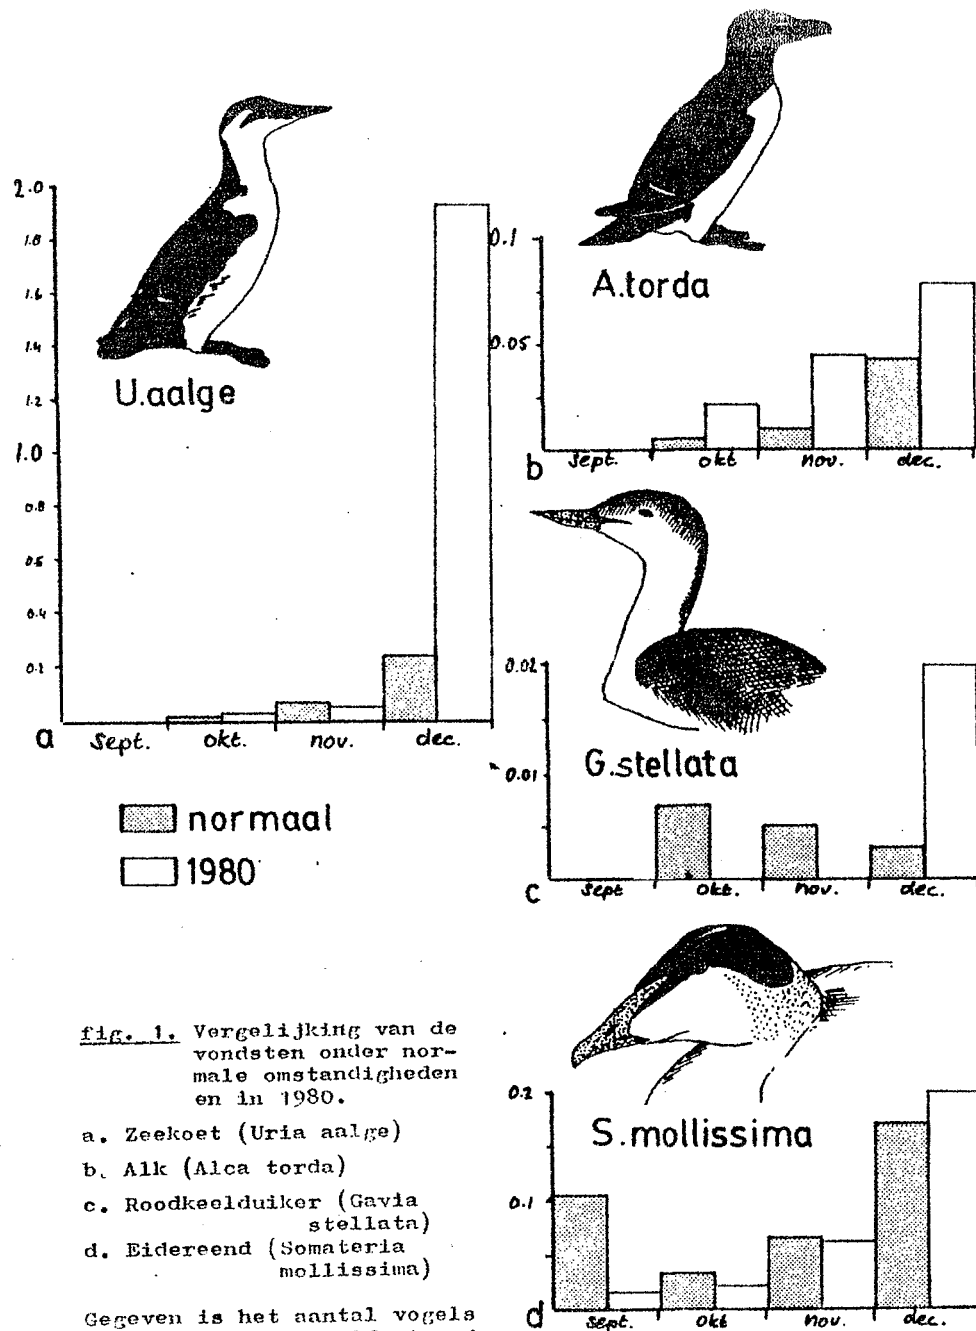 2.0
1.8
1.6
1.4
1.2
1.0
0.8
0.6
0.4
0.2
U.aalge
a
sept. okt. nov. dec.
normaal
1980
0.1
0.05
A.torda
b
sept. okt nov. dec.
0.02
0.01
G.stellata
c
sept okt. nov. dec.
0.2
0.1
S.mollissima
d
sept. okt. nov. dec.
fig. 1. Vergelijking van de
vondsten onder nor-
male omstandigheden
en in 1980.
a. Zeekoet (Uria aalge)
b. Alk (Alca torda)
c. Roodkeelduiker (Gavia
stellata)
d. Eidereend (Somateria
mollissima)
Gegeven is het aantal vogels